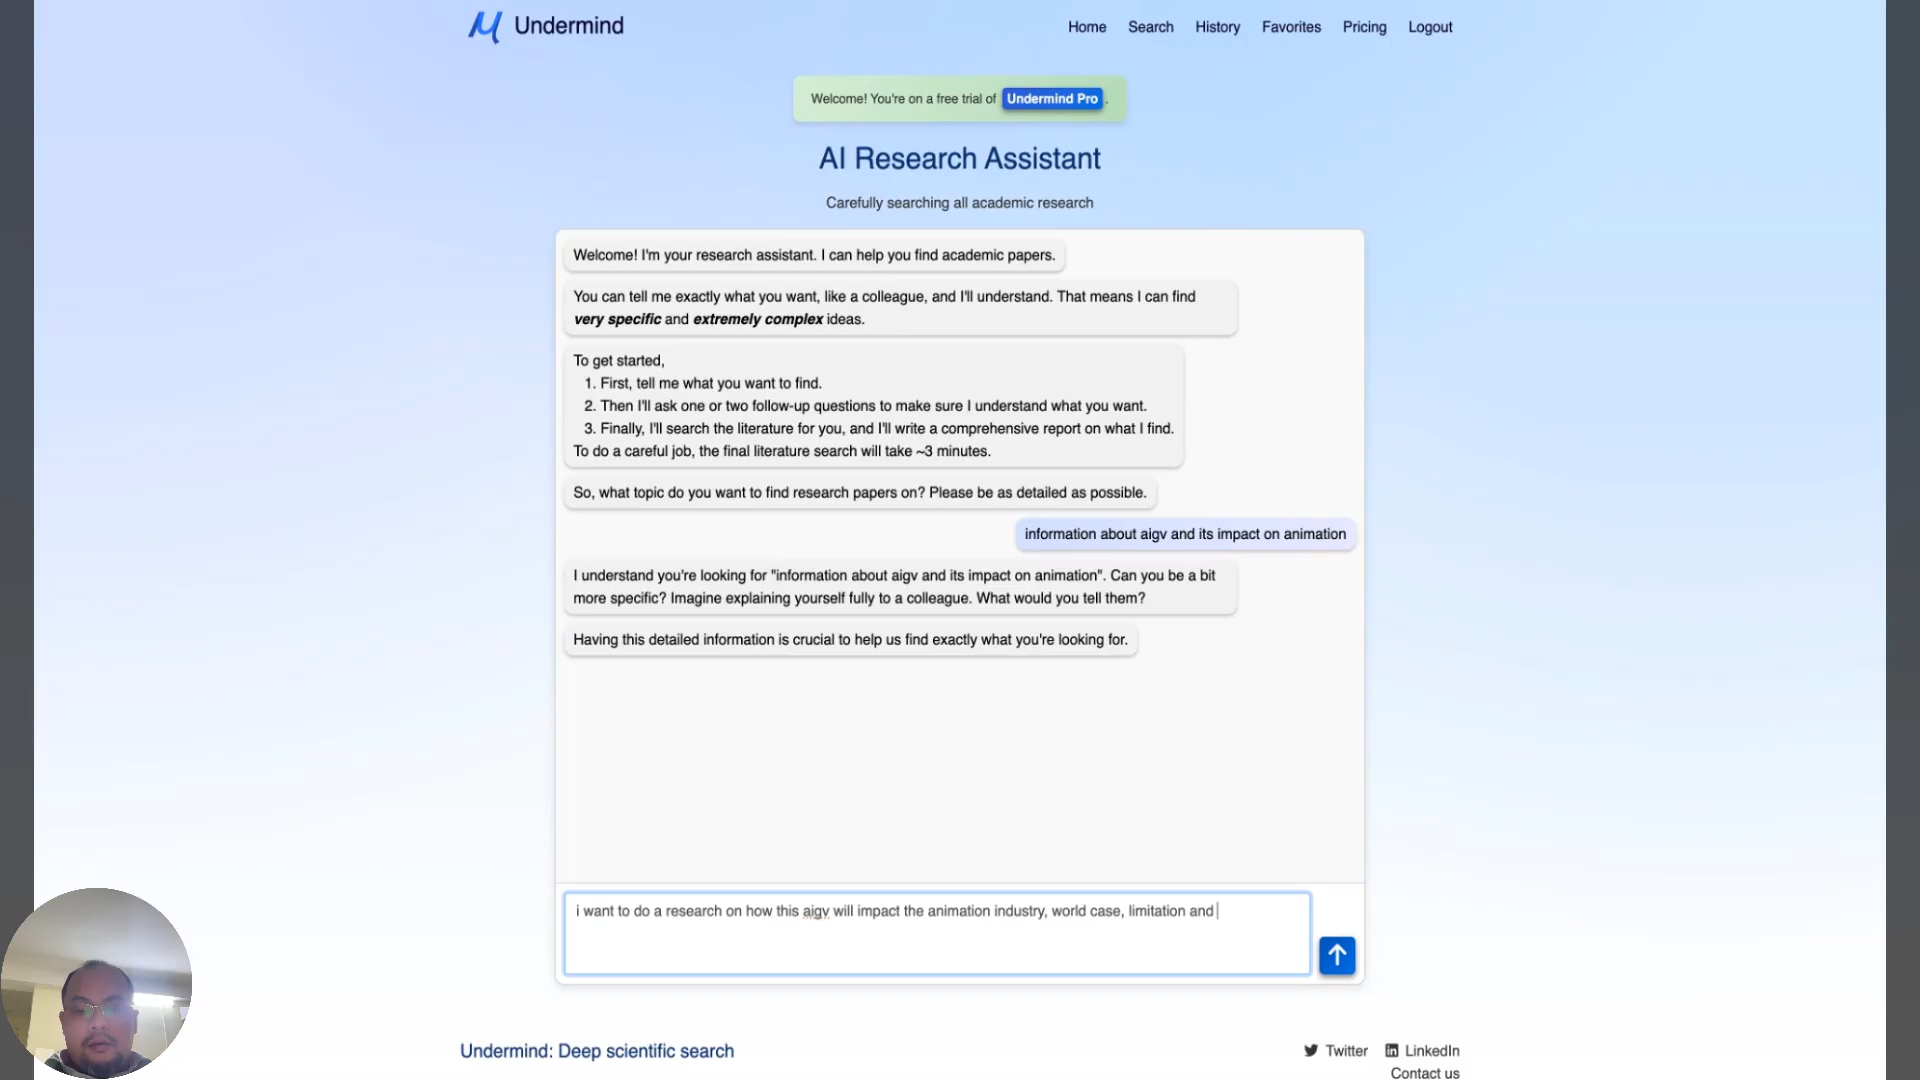 Undermind
Home Search History Favorites Pricing Logout
Welcome! You're on a free trial of Undermind Pro .
AI Research Assistant
Carefully searching all academic research
Welcome! I'm your research assistant. I can help you find academic papers.
You can tell me exactly what you want, like a colleague, and I'll understand. That means I can find
very specific and extremely complex ideas.
To get started,
1. First, tell me what you want to find.
2. Then I'll ask one or two follow-up questions to make sure I understand what you want.
3. Finally, I'll search the literature for you, and I'll write a comprehensive report on what I find.
To do a careful job, the final literature search will take ~3 minutes.
So, what topic do you want to find research papers on? Please be as detailed as possible.
information about aigv and its impact on animation
I understand you're looking for "information about aigv and its impact on animation". Can you be a bit
more specific? Imagine explaining yourself fully to a colleague. What would you tell them?
Having this detailed information is crucial to help us find exactly what you're looking for.
i want to do a research on how this aigv will impact the animation industry, world case, limitation and
Undermind: Deep scientific search
Twitter LinkedIn
Contact us